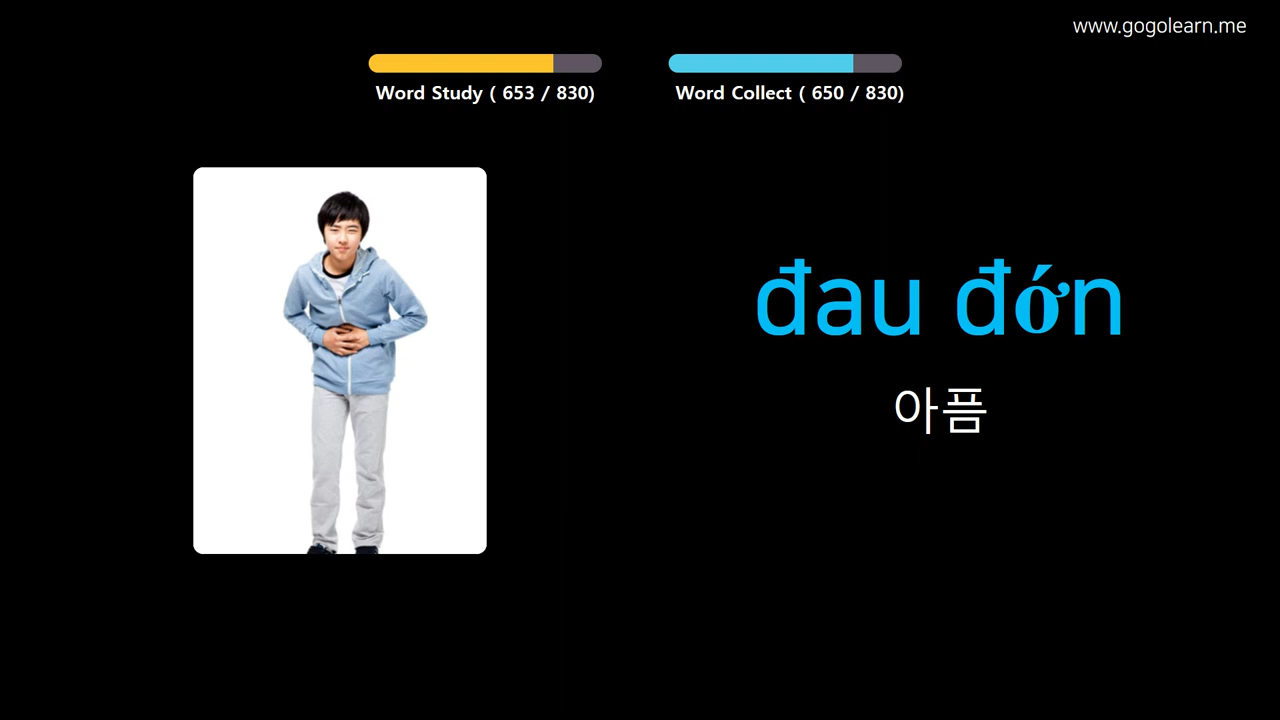 www.gogolearn.me
Word Study ( 653 / 830)
Word Collect ( 650 / 830)
đau đớn
아픔